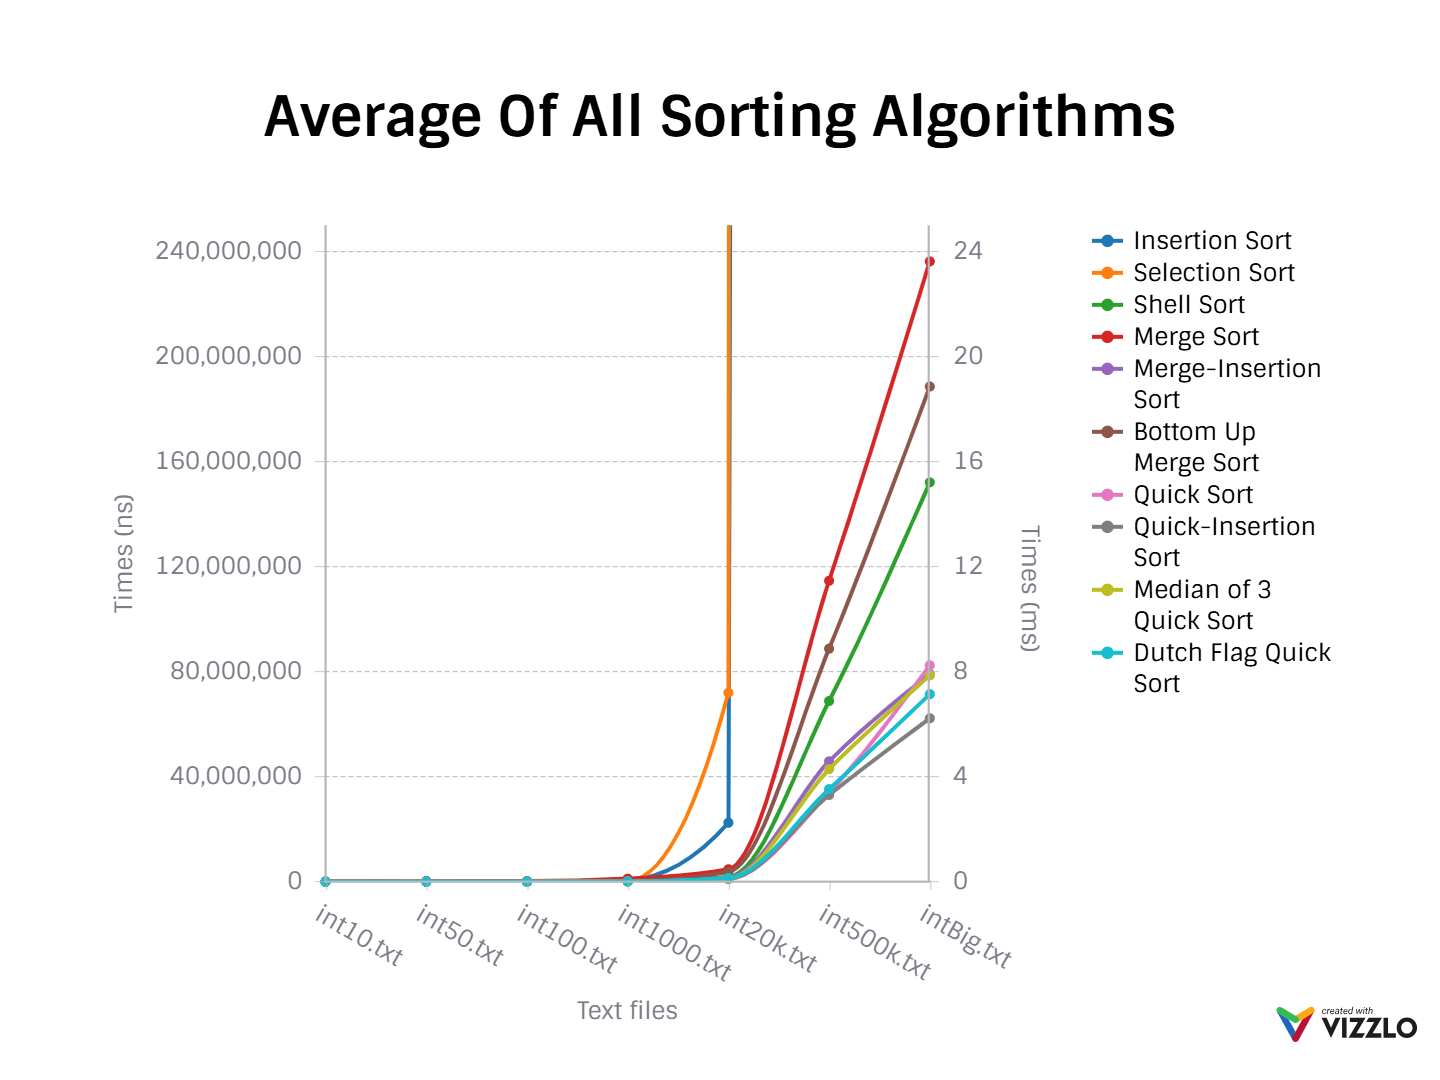 Average Of All Sorting Algorithms
240,000,000
200,000,000
160,000,000
120,000,000
80,000,000
40,000,000
0
Times (ns)
24
20
16
12
8
4
0
Times (ms)
int10.txt
int50.txt
int100.txt
int1000.txt
int20k.txt
int500k.txt
intBig.txt
Text files
Insertion Sort
Selection Sort
Shell Sort
Merge Sort
Merge-Insertion
Sort
Bottom Up
Merge Sort
Quick Sort
Quick-Insertion
Sort
Median of 3
Quick Sort
Dutch Flag Quick
Sort
created with
VIZZLO